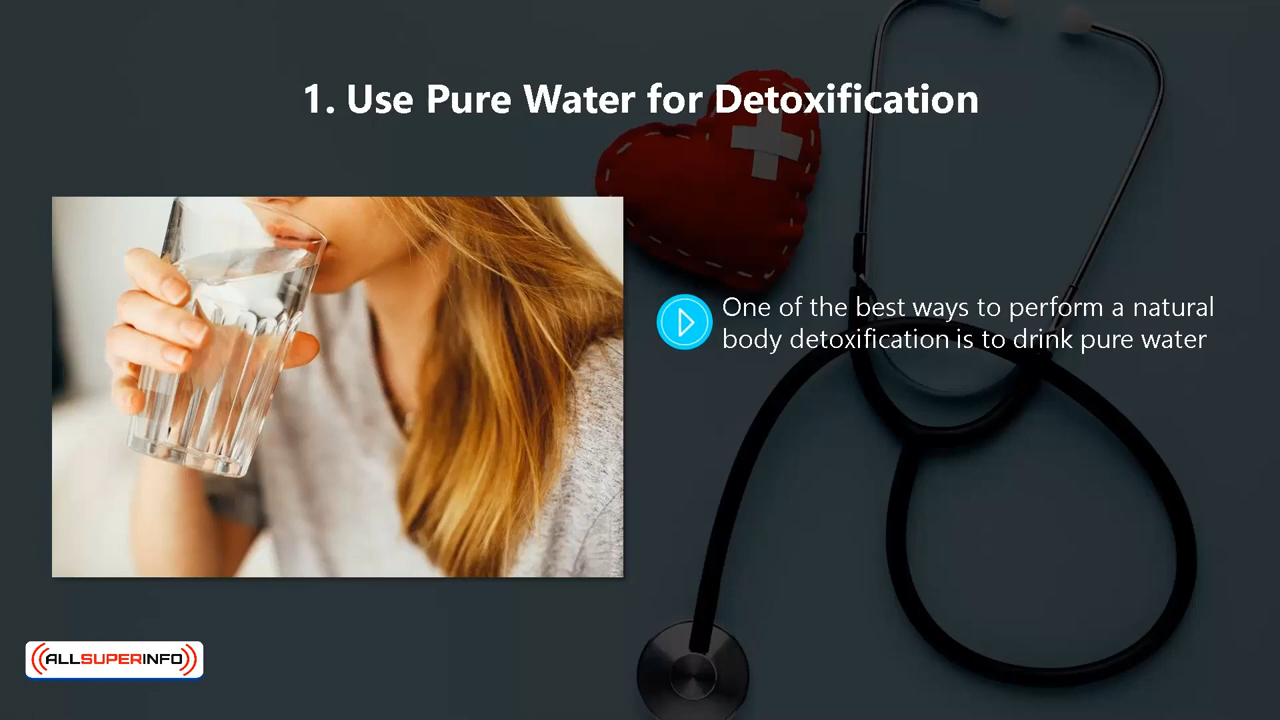 1. Use Pure Water for Detoxification
One of the best ways to perform a natural
body detoxification is to drink pure water
ALLSUPERINFO